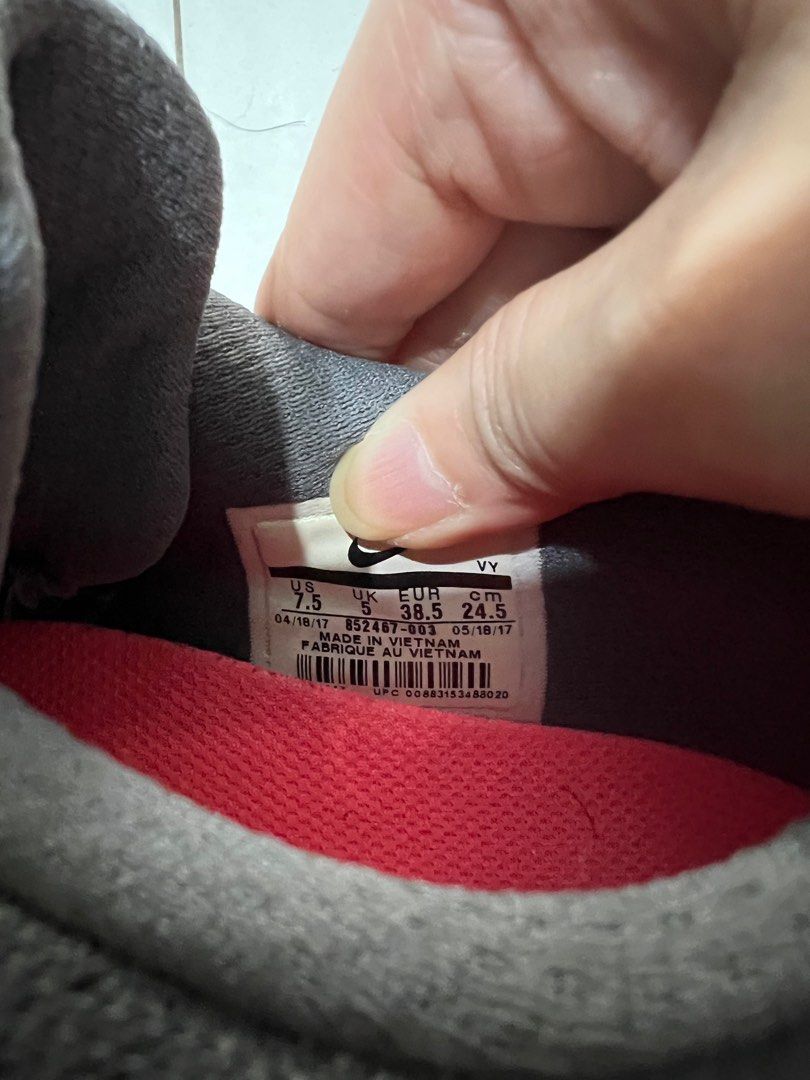 VY
US UK EUR cm
7.5 5 38.5 24.5
04/18/17 852467-003 05/18/17
MADE IN VIETNAM
FABRIQUE AU VIETNAM
UPC 00883153488020